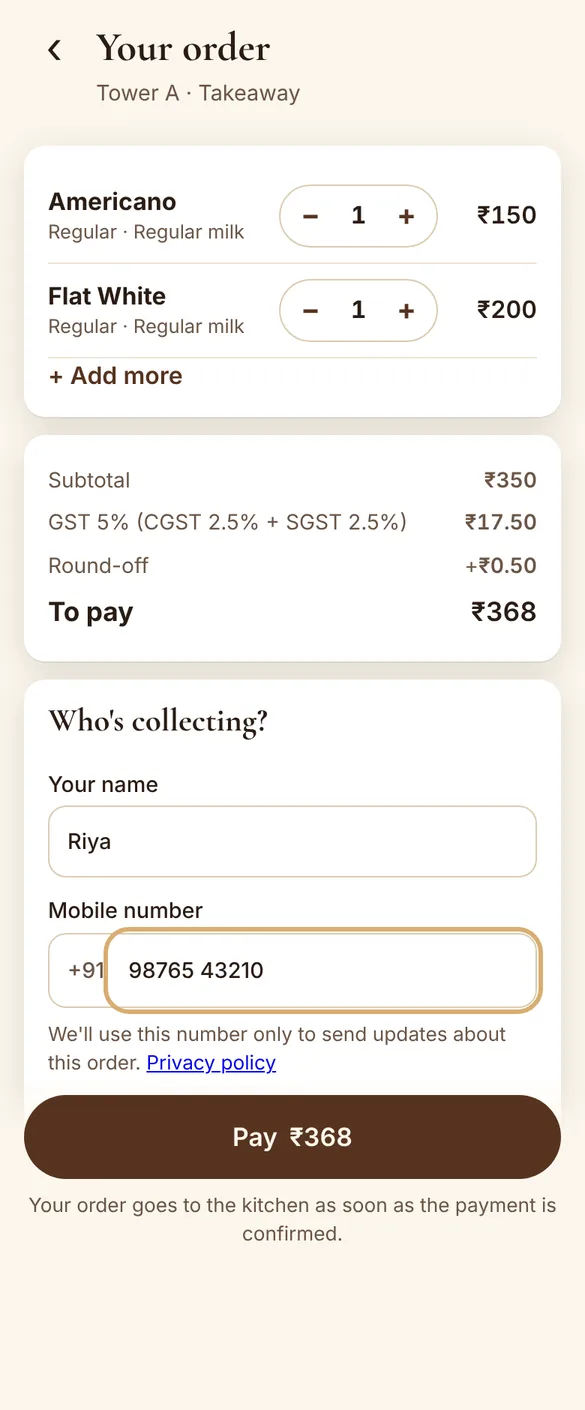 ‹ Your order
Tower A · Takeaway
Americano
Regular · Regular milk
− 1 + ₹150
Flat White
Regular · Regular milk
− 1 + ₹200
+ Add more
Subtotal ₹350
GST 5% (CGST 2.5% + SGST 2.5%) ₹17.50
Round-off +₹0.50
To pay ₹368
Who's collecting?
Your name
Riya
Mobile number
+91 98765 43210
We'll use this number only to send updates about
this order. Privacy policy
Pay ₹368
Your order goes to the kitchen as soon as the payment is
confirmed.